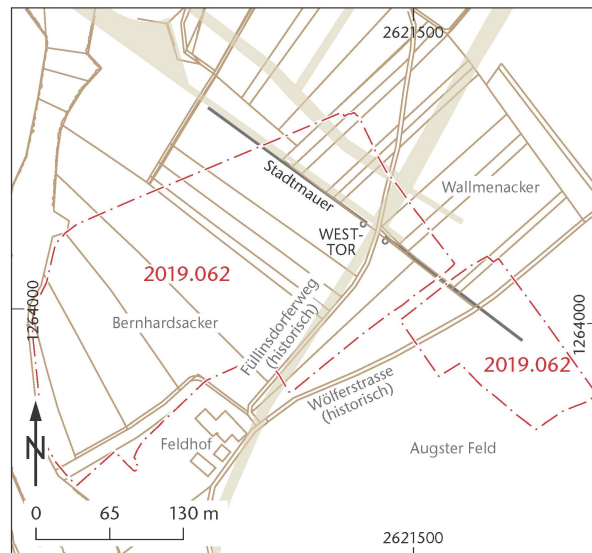 2621500
Wallmenacker
Stadtmauer
WEST-
TOR
2019.062
1264000
Bernhardsacker
Füllinsdorferweg
(historisch)
1264000
2019.062
Wölferstrasse
(historisch)
Feldhof
Augster Feld
N
0 65 130 m
2621500